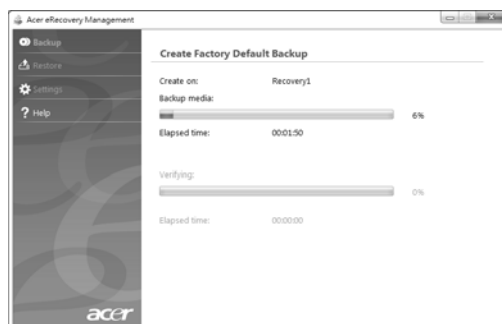 Acer eRecovery Management
Backup
Restore
Settings
? Help
Create Factory Default Backup
Create on: Recovery1
Backup media:
6%
Elapsed time: 00:01:50
Verifying:
0%
Elapsed time: 00:00:00
acer